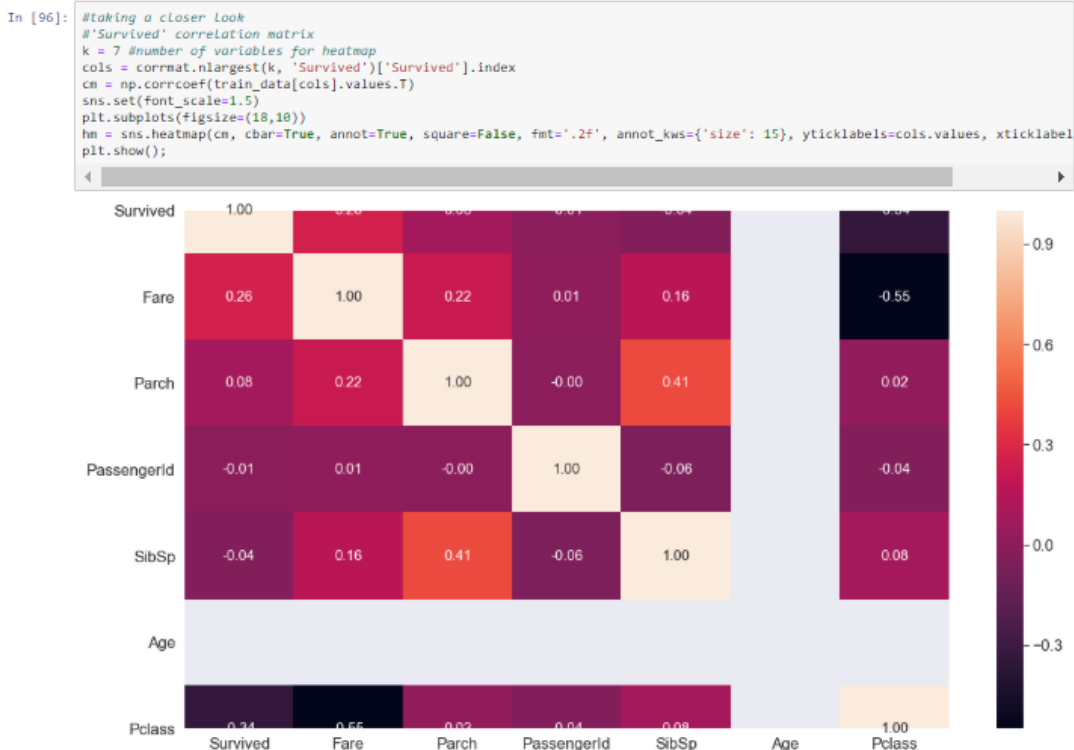 In [96]:
#taking a closer look
#'Survived' correlation matrix
k = 7 #number of variables for heatmap
cols = corrmat.nlargest(k, 'Survived')['Survived'].index
cm = np.corrcoef(train_data[cols].values.T)
sns.set(font_scale=1.5)
plt.subplots(figsize=(18,10))
hm = sns.heatmap(cm, cbar=True, annot=True, square=False, fmt='.2f', annot_kws={'size': 15}, yticklabels=cols.values, xticklabel
plt.show();
Survived 1.00
0.9
Fare 0.26 1.00 0.22 0.01 0.16 -0.55
0.6
Parch 0.08 0.22 1.00 -0.00 0.41 0.02
0.3
PassengerId -0.01 0.01 -0.00 1.00 -0.06 -0.04
SibSp -0.04 0.16 0.41 -0.06 1.00 0.08
0.0
Age
-0.3
Pclass 1.00
Survived Fare Parch PassengerId SibSp Age Pclass